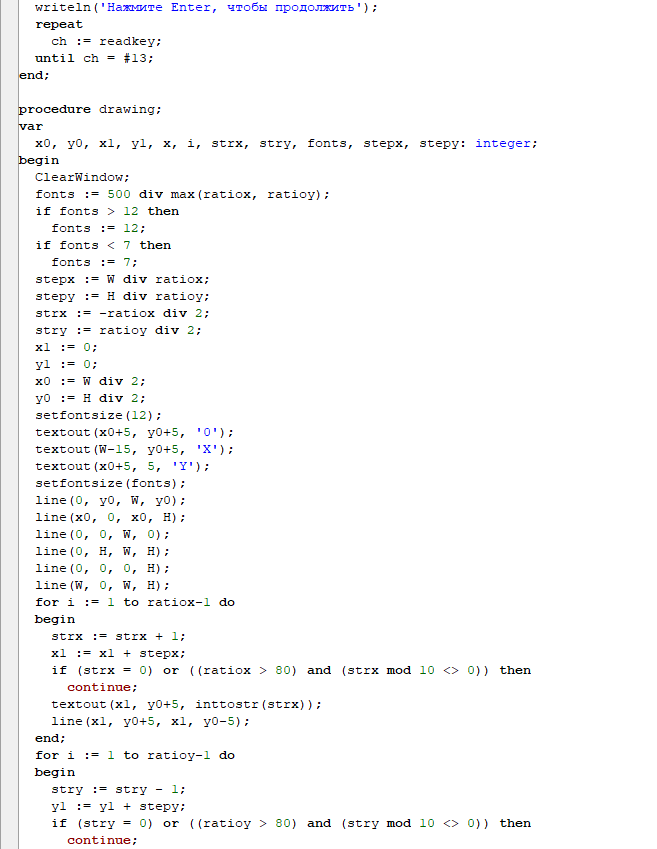 writeln('Нажмите Enter, чтобы продолжить');
repeat
ch := readkey;
until ch = #13;
end;
procedure drawing;
var
x0, y0, x1, y1, x, i, strx, stry, fonts, stepx, stepy: integer;
begin
ClearWindow;
fonts := 500 div max(ratiox, ratioy);
if fonts > 12 then
fonts := 12;
if fonts < 7 then
fonts := 7;
stepx := W div ratiox;
stepy := H div ratioy;
strx := -ratiox div 2;
stry := ratioy div 2;
x1 := 0;
y1 := 0;
x0 := W div 2;
y0 := H div 2;
setfontsize(12);
textout(x0+5, y0+5, '0');
textout(W-15, y0+5, 'X');
textout(x0+5, 5, 'Y');
setfontsize(fonts);
line(0, y0, W, y0);
line(x0, 0, x0, H);
line(0, 0, W, 0);
line(0, H, W, H);
line(0, 0, 0, H);
line(W, 0, W, H);
for i := 1 to ratiox-1 do
begin
strx := strx + 1;
x1 := x1 + stepx;
if (strx = 0) or ((ratiox > 80) and (strx mod 10 <> 0)) then
continue;
textout(x1, y0+5, inttostr(strx));
line(x1, y0+5, x1, y0-5);
end;
for i := 1 to ratioy-1 do
begin
stry := stry - 1;
y1 := y1 + stepy;
if (stry = 0) or ((ratioy > 80) and (stry mod 10 <> 0)) then
continue;